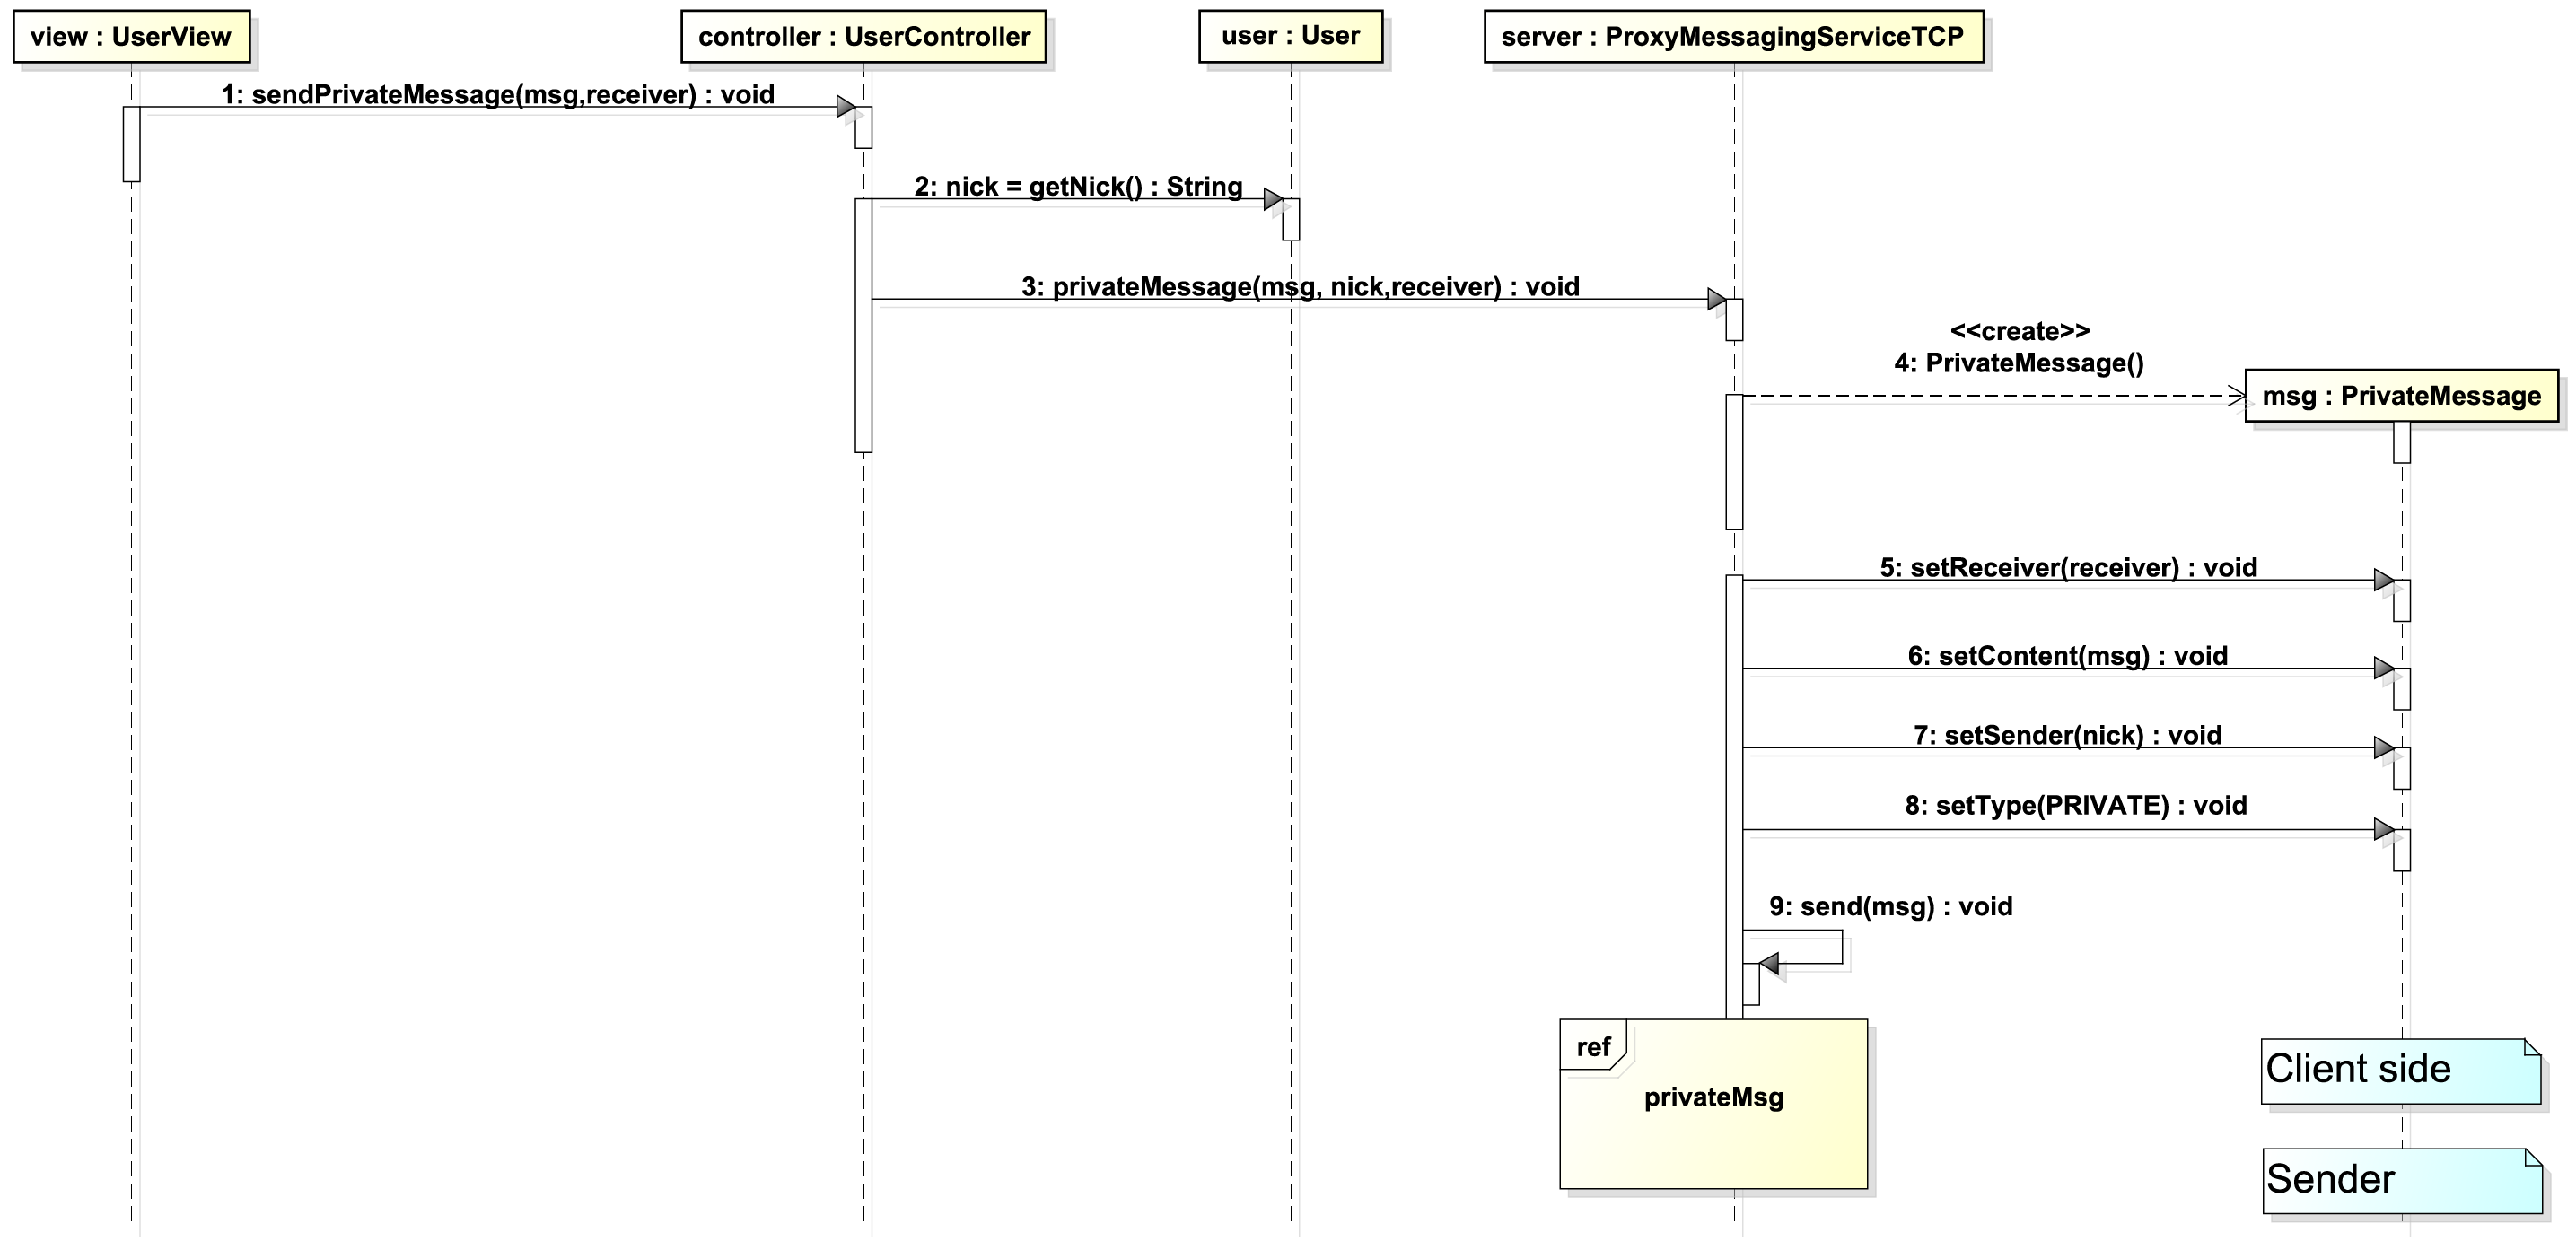 view : UserView
controller : UserController
user : User
server : ProxyMessagingServiceTCP
1: sendPrivateMessage(msg,receiver) : void
2: nick = getNick() : String
3: privateMessage(msg, nick,receiver) : void
<<create>>
4: PrivateMessage()
msg : PrivateMessage
5: setReceiver(receiver) : void
6: setContent(msg) : void
7: setSender(nick) : void
8: setType(PRIVATE) : void
9: send(msg) : void
ref
privateMsg
Client side
Sender